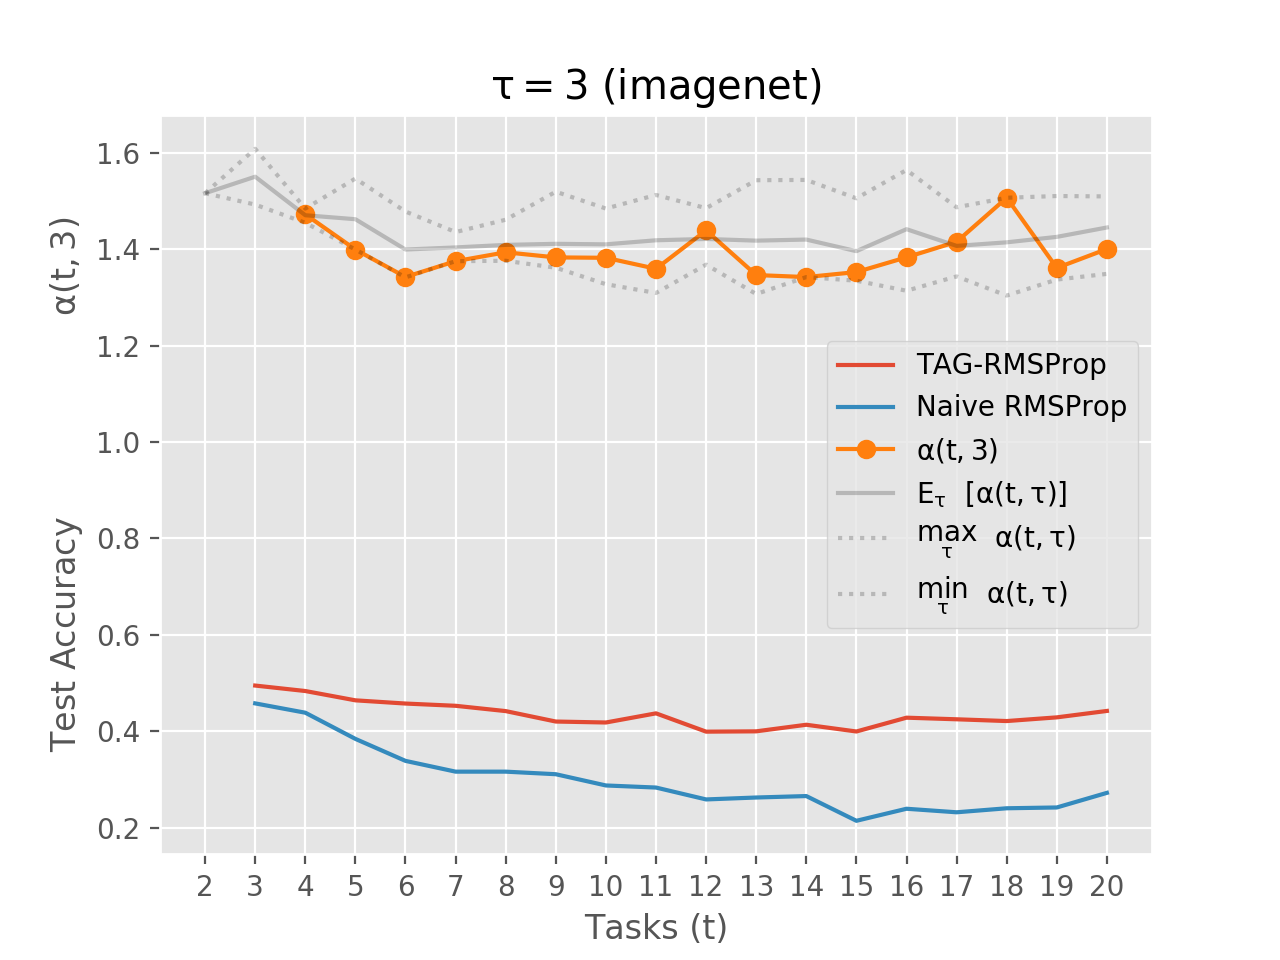 τ = 3 (imagenet)
α(t, 3)
Test Accuracy
1.6
1.4
1.2
1.0
0.8
0.6
0.4
0.2
TAG-RMSProp
Naive RMSProp
α(t, 3)
E_τ [α(t, τ)]
max_τ α(t, τ)
min_τ α(t, τ)
2 3 4 5 6 7 8 9 10 11 12 13 14 15 16 17 18 19 20
Tasks (t)